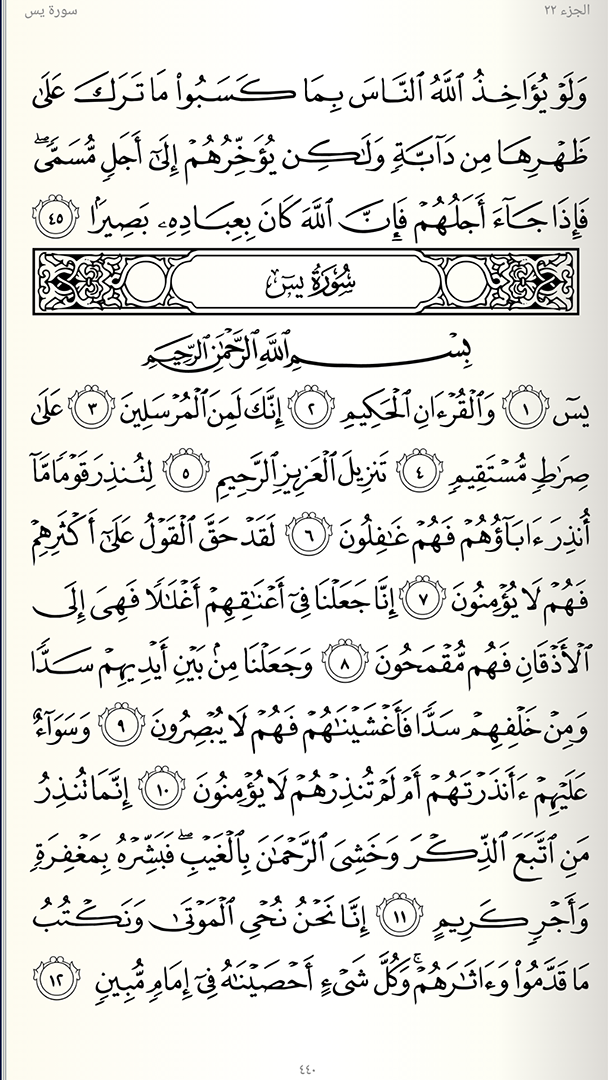 الجزء ٢٢
سورة يس
وَلَوْ يُؤَاخِذُ ٱللَّهُ ٱلنَّاسَ بِمَا كَسَبُوا۟ مَا تَرَكَ عَلَىٰ
ظَهْرِهَا مِن دَآبَّةٍ وَلَـٰكِن يُؤَخِّرُهُمْ إِلَىٰٓ أَجَلٍ مُّسَمًّى ۖ
فَإِذَا جَآءَ أَجَلُهُمْ فَإِنَّ ٱللَّهَ كَانَ بِعِبَادِهِۦ بَصِيرًۢا ٤٥
سُورَةُ يسٓ
بِسْمِ ٱللَّهِ ٱلرَّحْمَـٰنِ ٱلرَّحِيمِ
يسٓ ١ وَٱلْقُرْءَانِ ٱلْحَكِيمِ ٢ إِنَّكَ لَمِنَ ٱلْمُرْسَلِينَ ٣ عَلَىٰ
صِرَٰطٍ مُّسْتَقِيمٍ ٤ تَنزِيلَ ٱلْعَزِيزِ ٱلرَّحِيمِ ٥ لِتُنذِرَ قَوْمًا مَّآ
أُنذِرَ ءَابَآؤُهُمْ فَهُمْ غَـٰفِلُونَ ٦ لَقَدْ حَقَّ ٱلْقَوْلُ عَلَىٰٓ أَكْثَرِهِمْ
فَهُمْ لَا يُؤْمِنُونَ ٧ إِنَّا جَعَلْنَا فِىٓ أَعْنَـٰقِهِمْ أَغْلَـٰلًا فَهِىَ إِلَى
ٱلْأَذْقَانِ فَهُم مُّقْمَحُونَ ٨ وَجَعَلْنَا مِنۢ بَيْنِ أَيْدِيهِمْ سَدًّا
وَمِنْ خَلْفِهِمْ سَدًّا فَأَغْشَيْنَـٰهُمْ فَهُمْ لَا يُبْصِرُونَ ٩ وَسَوَآءٌ
عَلَيْهِمْ ءَأَنذَرْتَهُمْ أَمْ لَمْ تُنذِرْهُمْ لَا يُؤْمِنُونَ ١٠ إِنَّمَا تُنذِرُ
مَنِ ٱتَّبَعَ ٱلذِّكْرَ وَخَشِىَ ٱلرَّحْمَـٰنَ بِٱلْغَيْبِ ۖ فَبَشِّرْهُ بِمَغْفِرَةٍ
وَأَجْرٍ كَرِيمٍ ١١ إِنَّا نَحْنُ نُحْىِ ٱلْمَوْتَىٰ وَنَكْتُبُ
مَا قَدَّمُوا۟ وَءَاثَـٰرَهُمْ ۚ وَكُلَّ شَىْءٍ أَحْصَيْنَـٰهُ فِىٓ إِمَامٍ مُّبِينٍ ١٢
٤٤٠